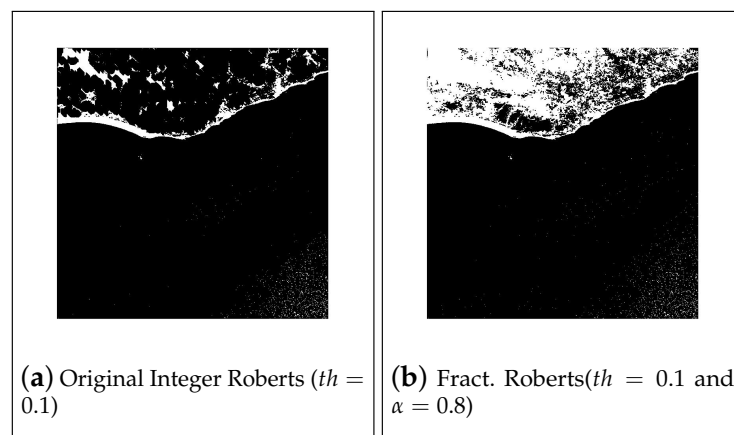 (a) Original Integer Roberts (th =
0.1)
(b) Fract. Roberts(th = 0.1 and
α = 0.8)